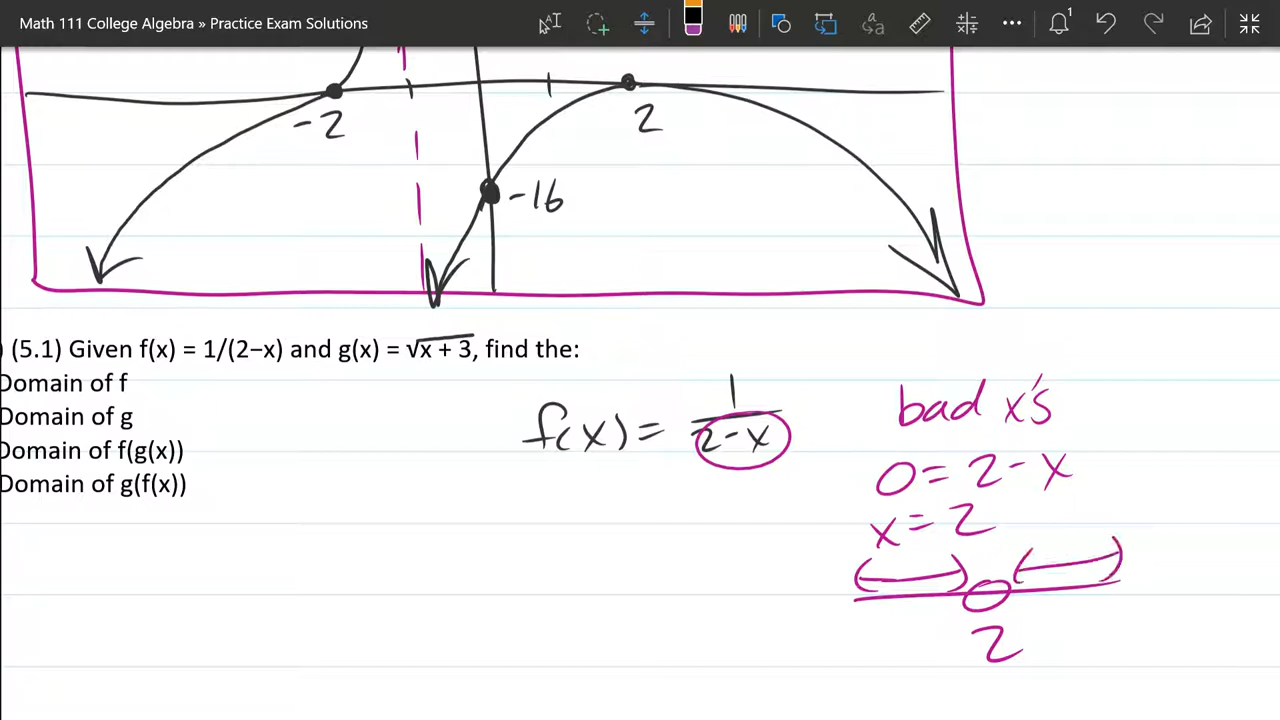 Math 111 College Algebra » Practice Exam Solutions
1
-2
2
-16
) (5.1) Given f(x) = 1/(2−x) and g(x) = √x + 3, find the:
Domain of f
Domain of g
Domain of f(g(x))
Domain of g(f(x))
f(x) = 1/2-x
bad x's
0 = 2 - x
x = 2
( ) ( )
2